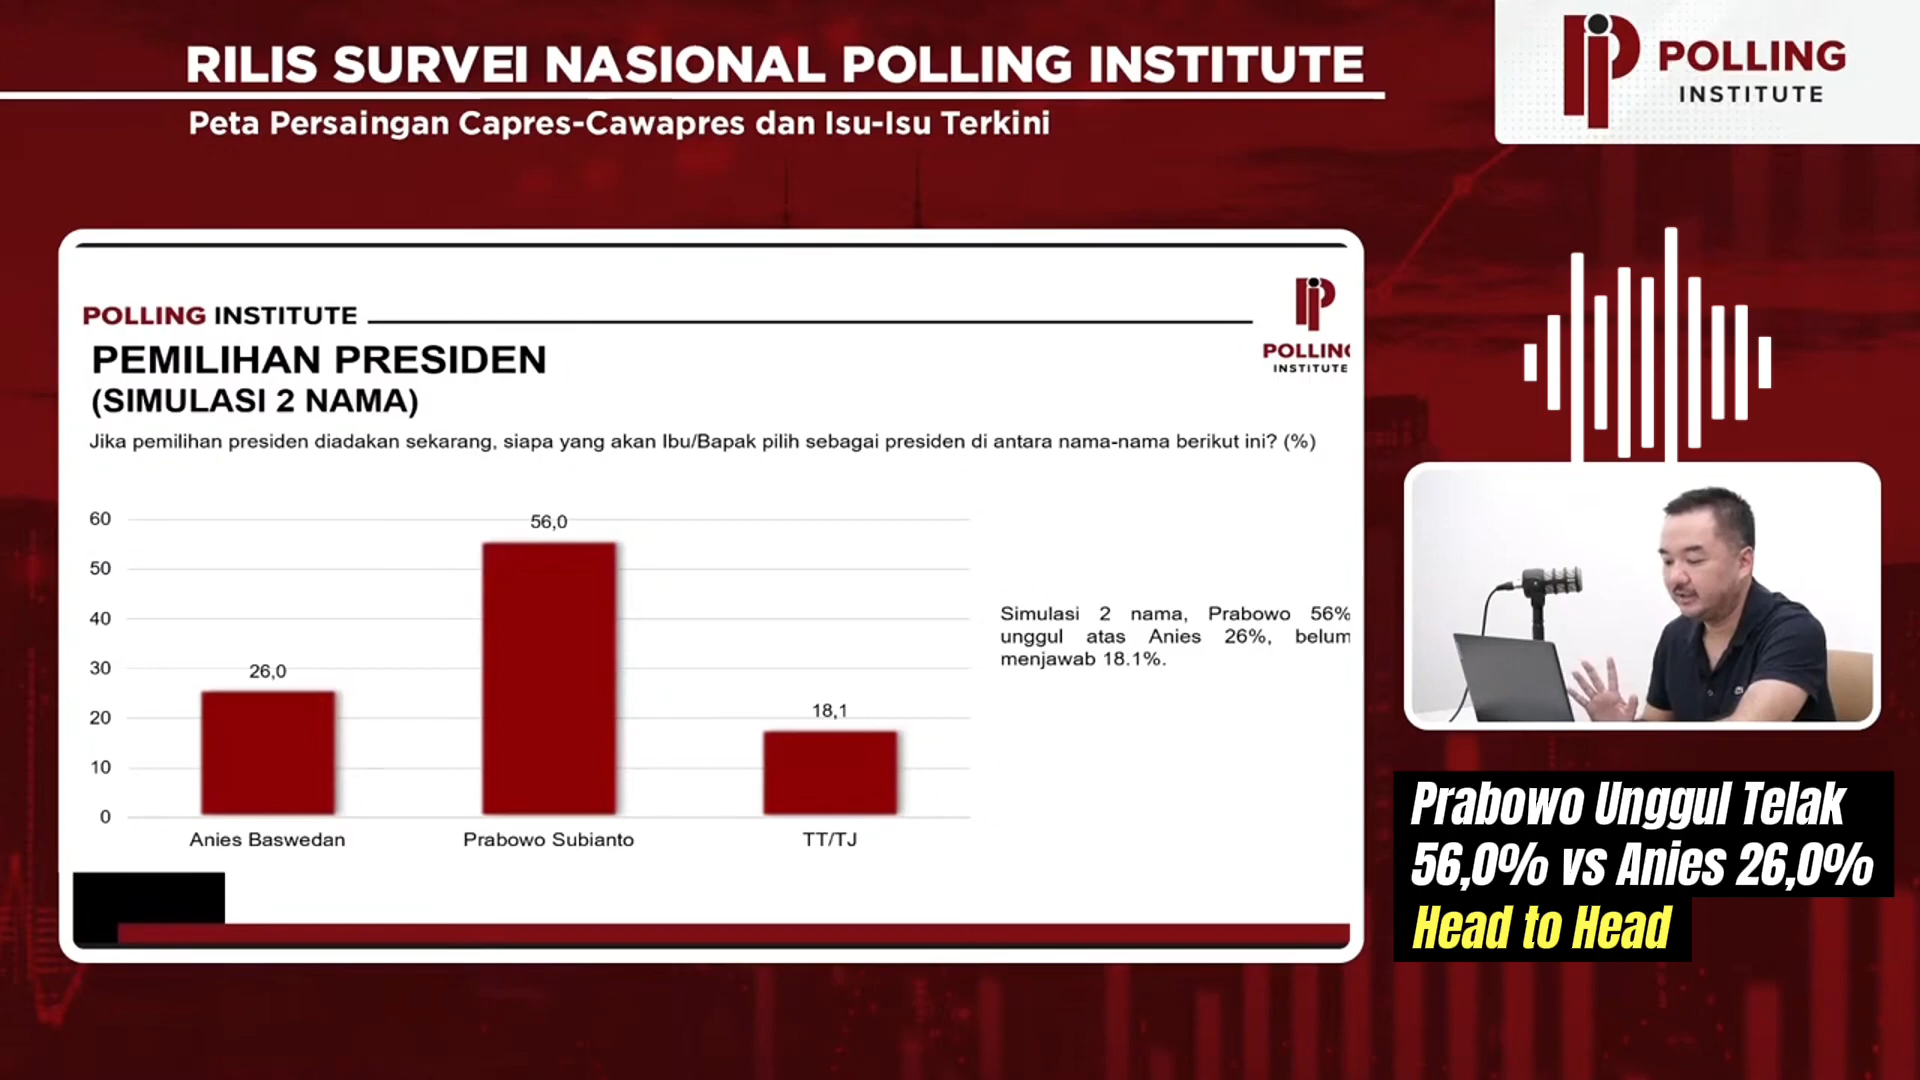 RILIS SURVEI NASIONAL POLLING INSTITUTE
Peta Persaingan Capres-Cawapres dan Isu-Isu Terkini
POLLING
INSTITUTE
POLLING INSTITUTE
POLLING
INSTITUTE
PEMILIHAN PRESIDEN
(SIMULASI 2 NAMA)
Jika pemilihan presiden diadakan sekarang, siapa yang akan Ibu/Bapak pilih sebagai presiden di antara nama-nama berikut ini? (%)
60
50
40
30
20
10
0
26,0
56,0
18,1
Anies Baswedan
Prabowo Subianto
TT/TJ
Simulasi 2 nama, Prabowo 56%
unggul atas Anies 26%, belum
menjawab 18.1%.
Prabowo Unggul Telak
56,0% vs Anies 26,0%
Head to Head